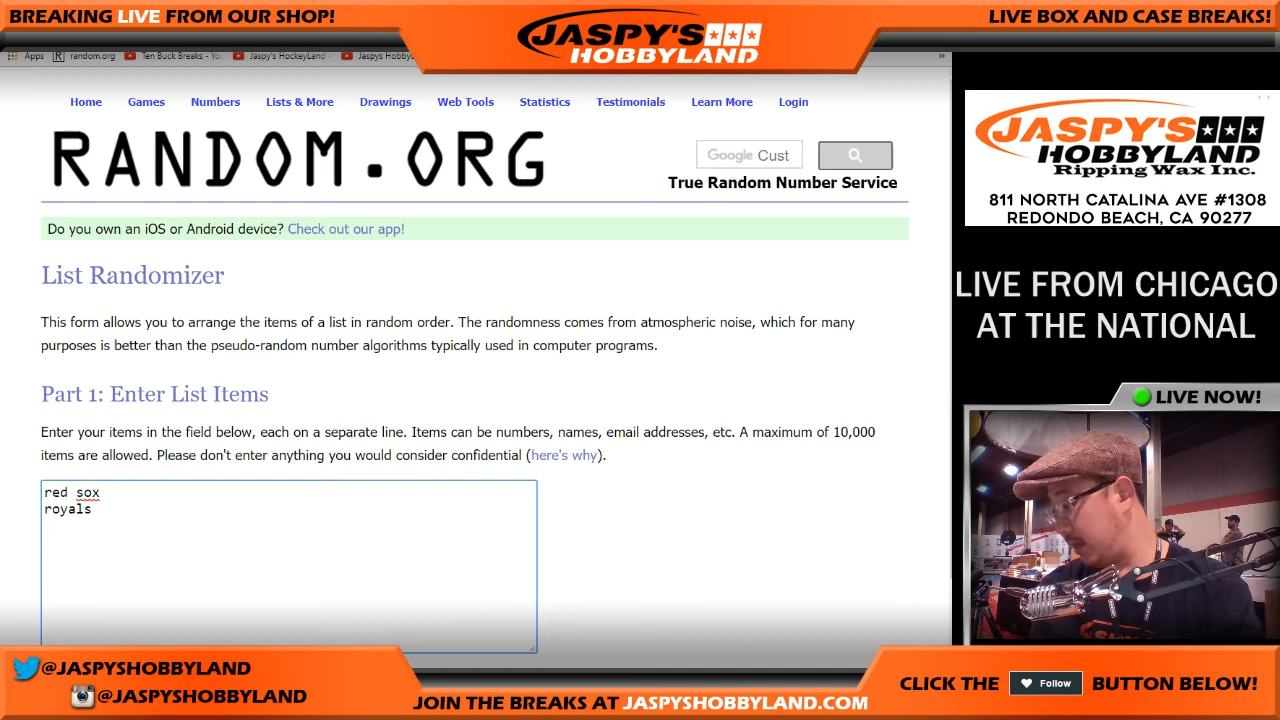 BREAKING LIVE FROM OUR SHOP!
JASPY'S
HOBBYLAND
LIVE BOX AND CASE BREAKS!
Apps random.org Ten Buck Breaks - Yo Jaspy's HockeyLand Jaspys Hobby »
Home Games Numbers Lists & More Drawings Web Tools Statistics Testimonials Learn More Login
RANDOM.ORG
Google Cust
True Random Number Service
Do you own an iOS or Android device? Check out our app!
List Randomizer
This form allows you to arrange the items of a list in random order. The randomness comes from atmospheric noise, which for many
purposes is better than the pseudo-random number algorithms typically used in computer programs.
Part 1: Enter List Items
Enter your items in the field below, each on a separate line. Items can be numbers, names, email addresses, etc. A maximum of 10,000
items are allowed. Please don't enter anything you would consider confidential (here's why).
red sox
royals
JASPY'S
HOBBYLAND
Ripping Wax Inc.
811 NORTH CATALINA AVE #1308
REDONDO BEACH, CA 90277
LIVE FROM CHICAGO
AT THE NATIONAL
LIVE NOW!
@JASPYSHOBBYLAND
@JASPYSHOBBYLAND
JOIN THE BREAKS AT JASPYSHOBBYLAND.COM
CLICK THE Follow BUTTON BELOW!